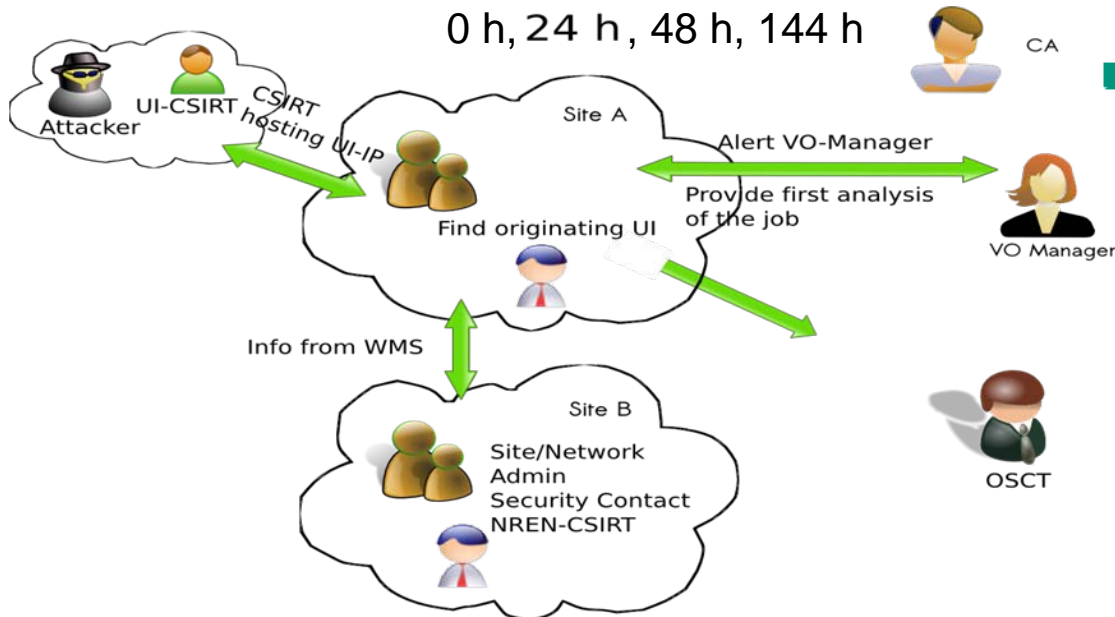 0 h, 24 h, 48 h, 144 h
CA
UI-CSIRT
Attacker
CSIRT
hosting UI-IP
Site A
Alert VO-Manager
Provide first analysis
of the job
VO Manager
Find originating UI
Info from WMS
Site B
Site/Network
Admin
Security Contact
NREN-CSIRT
OSCT